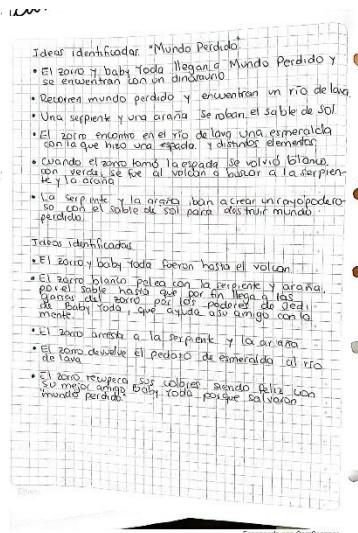 Ideas identificadas "Mundo Perdido"
• El zorro y baby Yoda llegan a Mundo Perdido y
se encuentran con un dinosaurio
• Recorren mundo perdido y encuentran un río de lava
• Una serpiente y una araña se roban el sable de sol
• El zorro encontro en el río de lava una esmeralda
con la que hizo una espada y distintos elementos
• Cuando el zorro tomó la espada se volvió blanco
con verde, se fue al volcan a buscar a la serpien-
te y la araña
• La serpiente y la araña iban a crear un rayo podero-
so con el sable de sol para destruir mundo
perdido.
Ideas identificadas
• El zorro y baby Yoda fueron hasta el volcan.
• El zorro blanco pelea con la serpiente y araña,
por el sable hasta que por fin llega a las
garras del zorro por los poderes de Jedi
de Baby Yoda, que ayuda a su amigo con la
mente.
• El zorro arresta a la serpiente y la araña
• El zorro devuelve el pedazo de esmeralda al río
de lava
• El zorro recupera sus colores siendo feliz con
su mejor amigo Baby Yoda porque salvaron
"mundo perdido"